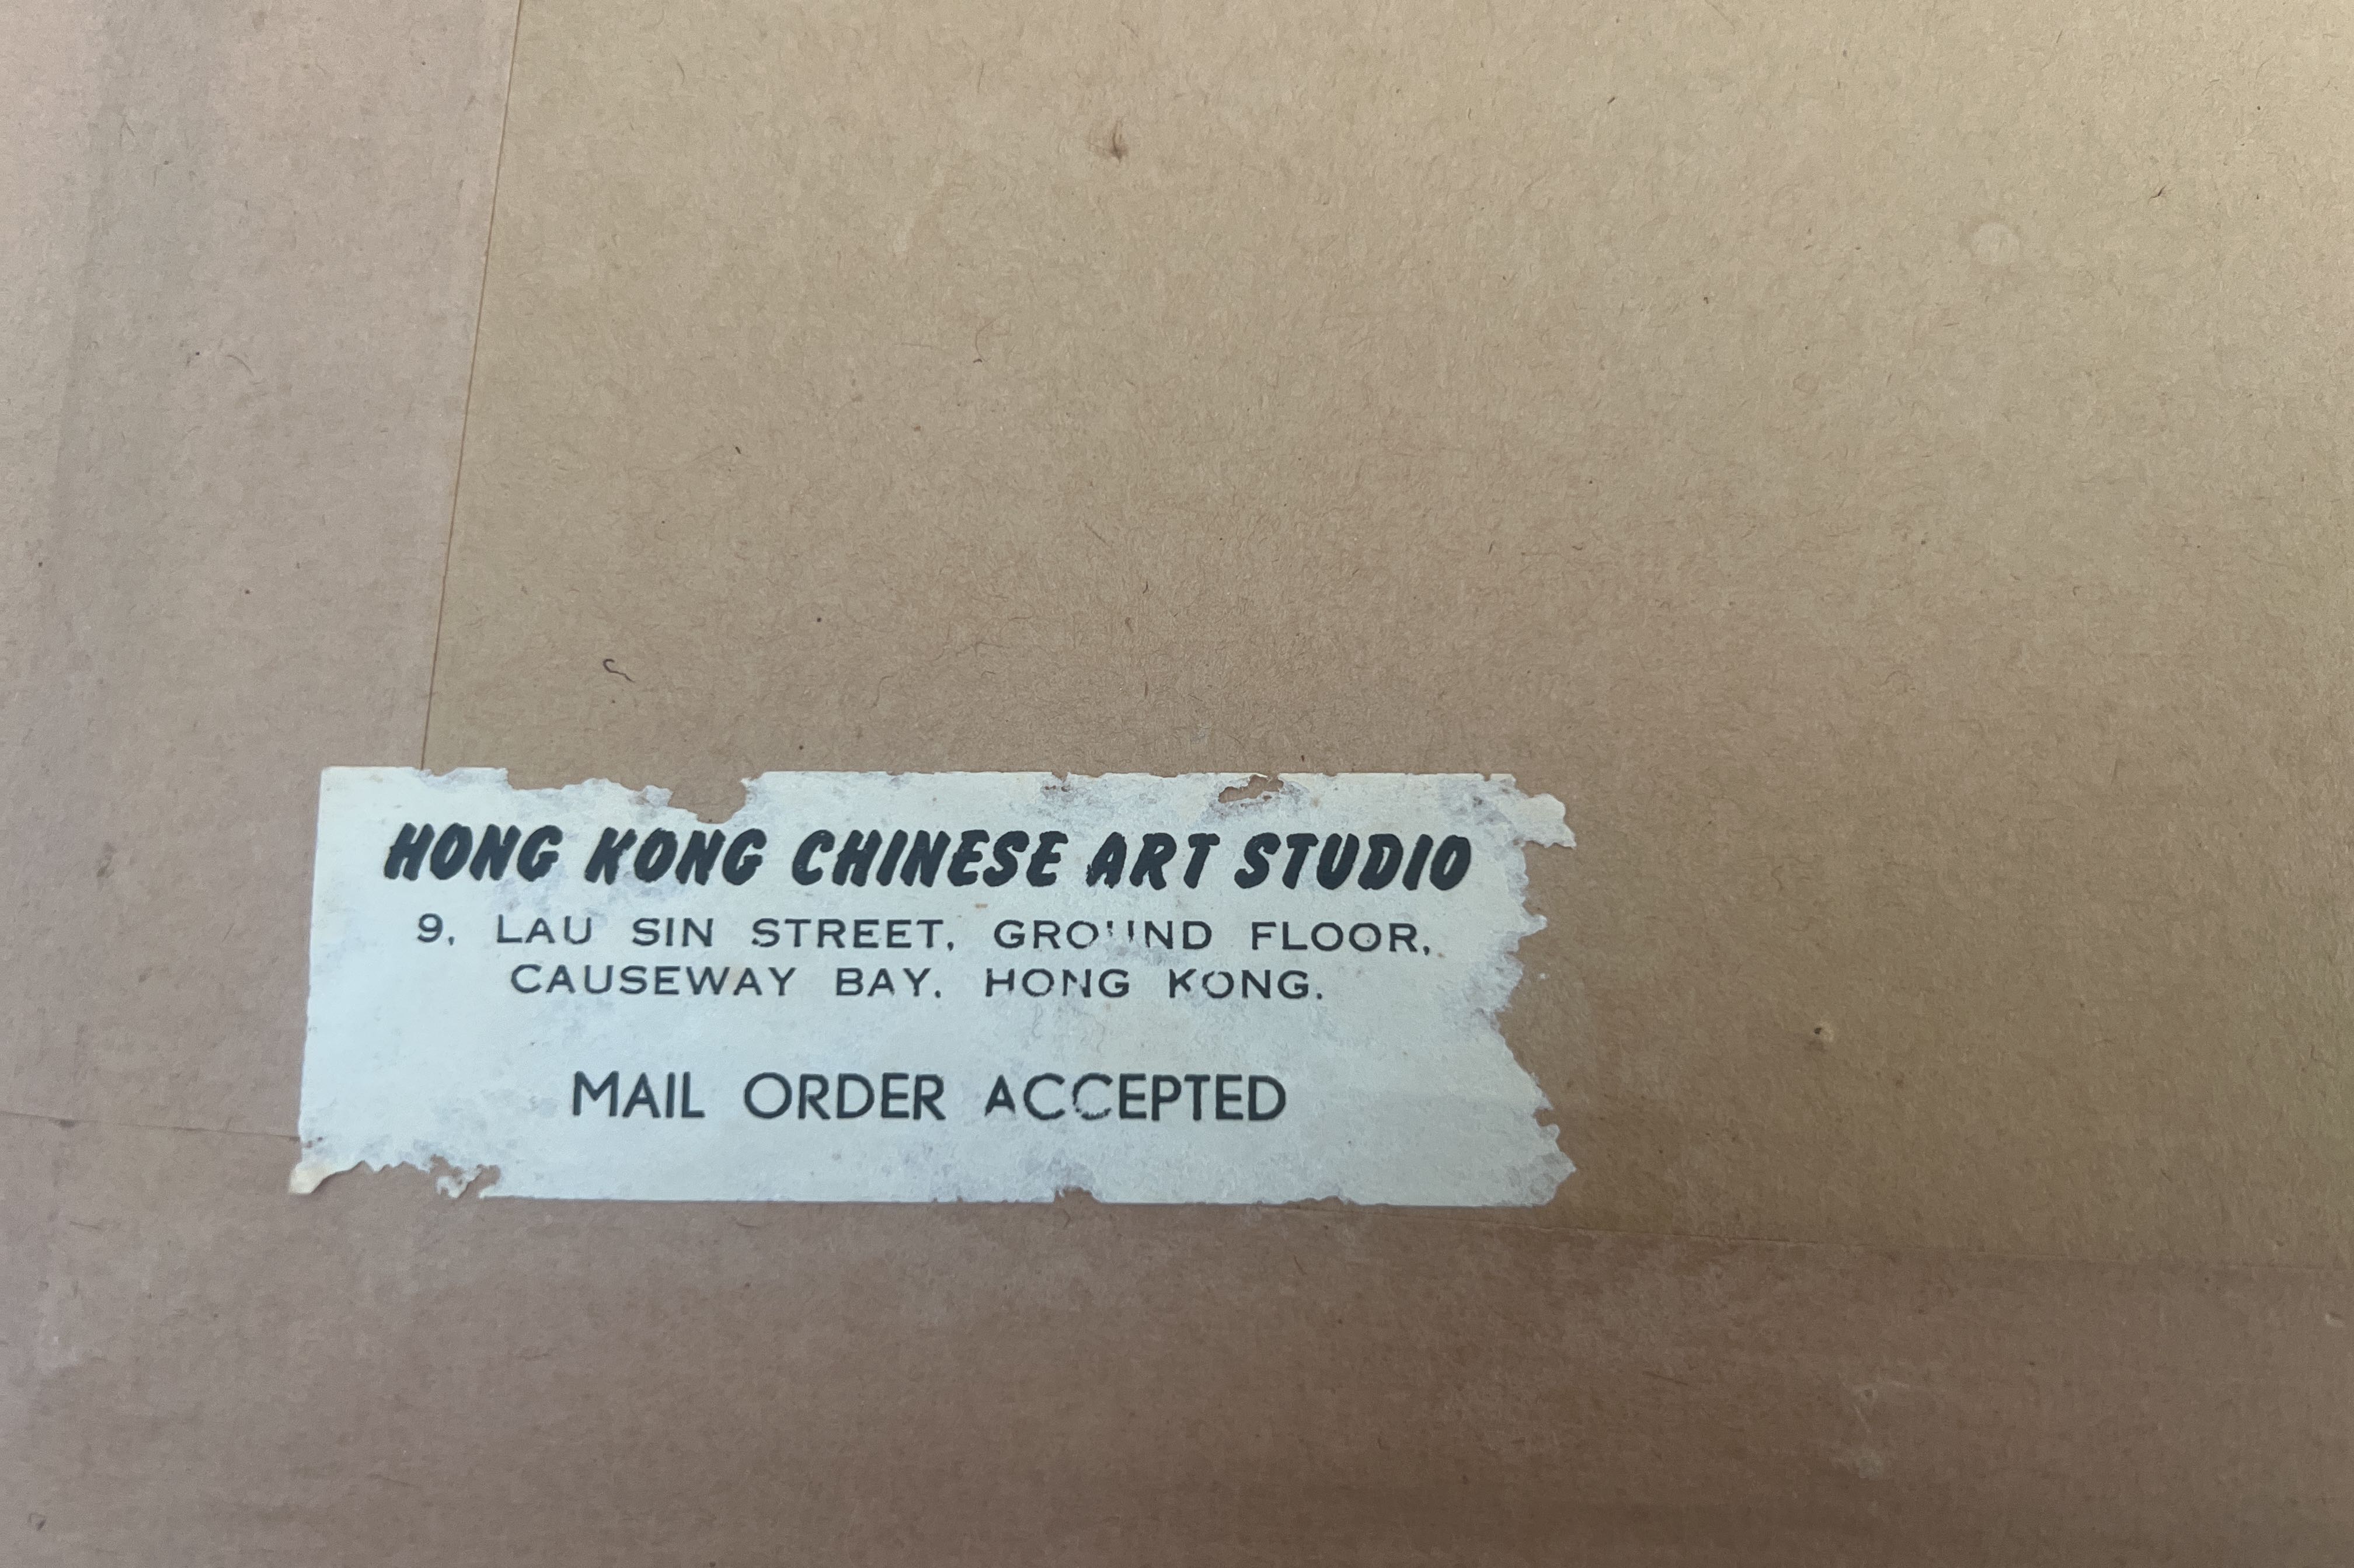 HONG KONG CHINESE ART STUDIO
9, LAU SIN STREET, GROUND FLOOR,
CAUSEWAY BAY, HONG KONG.
MAIL ORDER ACCEPTED